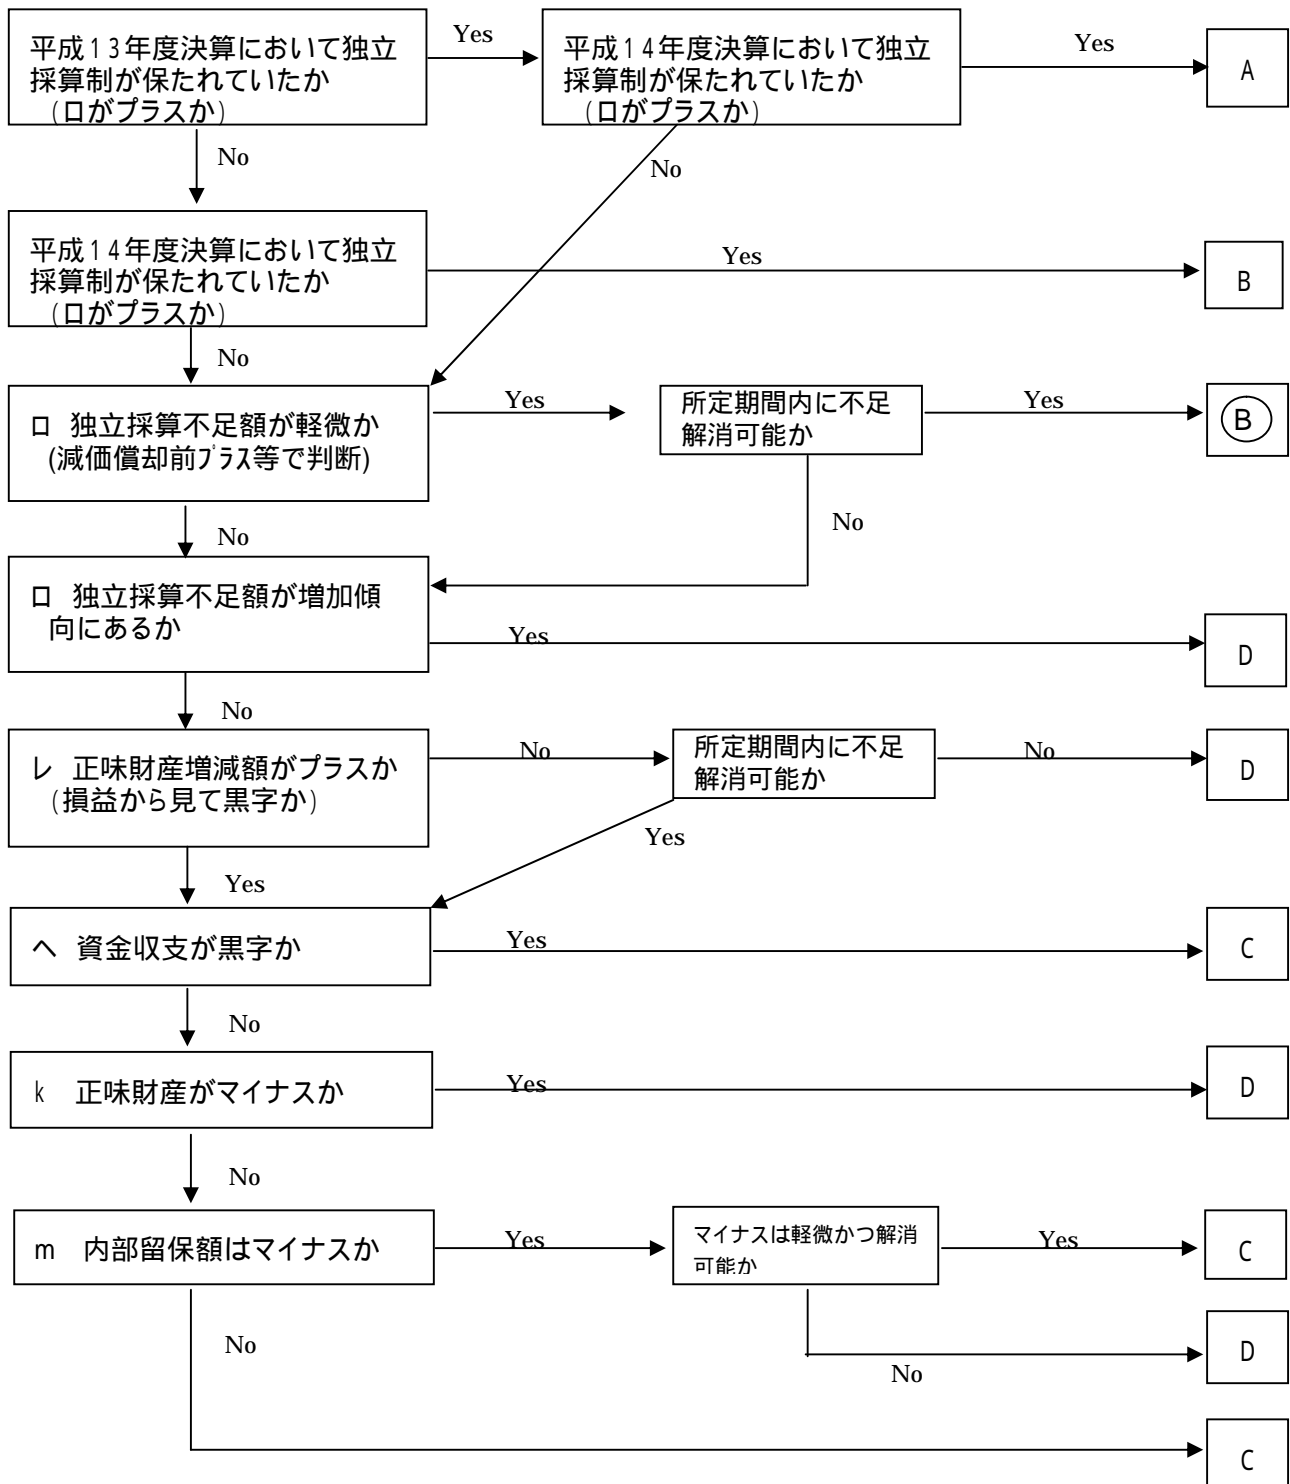 平成13年度決算において独立
採算制が保たれていたか
（ロがプラスか）
Yes
平成14年度決算において独立
採算制が保たれていたか
（ロがプラスか）
Yes
A
No
No
平成14年度決算において独立
採算制が保たれていたか
（ロがプラスか）
Yes
B
No
ロ 独立採算不足額が軽微か
(減価償却前ﾌﾟﾗｽ等で判断)
Yes
所定期間内に不足
解消可能か
Yes
B
No
No
ロ 独立採算不足額が増加傾
向にあるか
Yes
D
No
レ 正味財産増減額がプラスか
（損益から見て黒字か）
No
所定期間内に不足
解消可能か
No
D
Yes
Yes
ヘ 資金収支が黒字か
Yes
C
No
k 正味財産がマイナスか
Yes
D
No
m 内部留保額はマイナスか
Yes
マイナスは軽微かつ解消
可能か
Yes
C
No
No
D
C